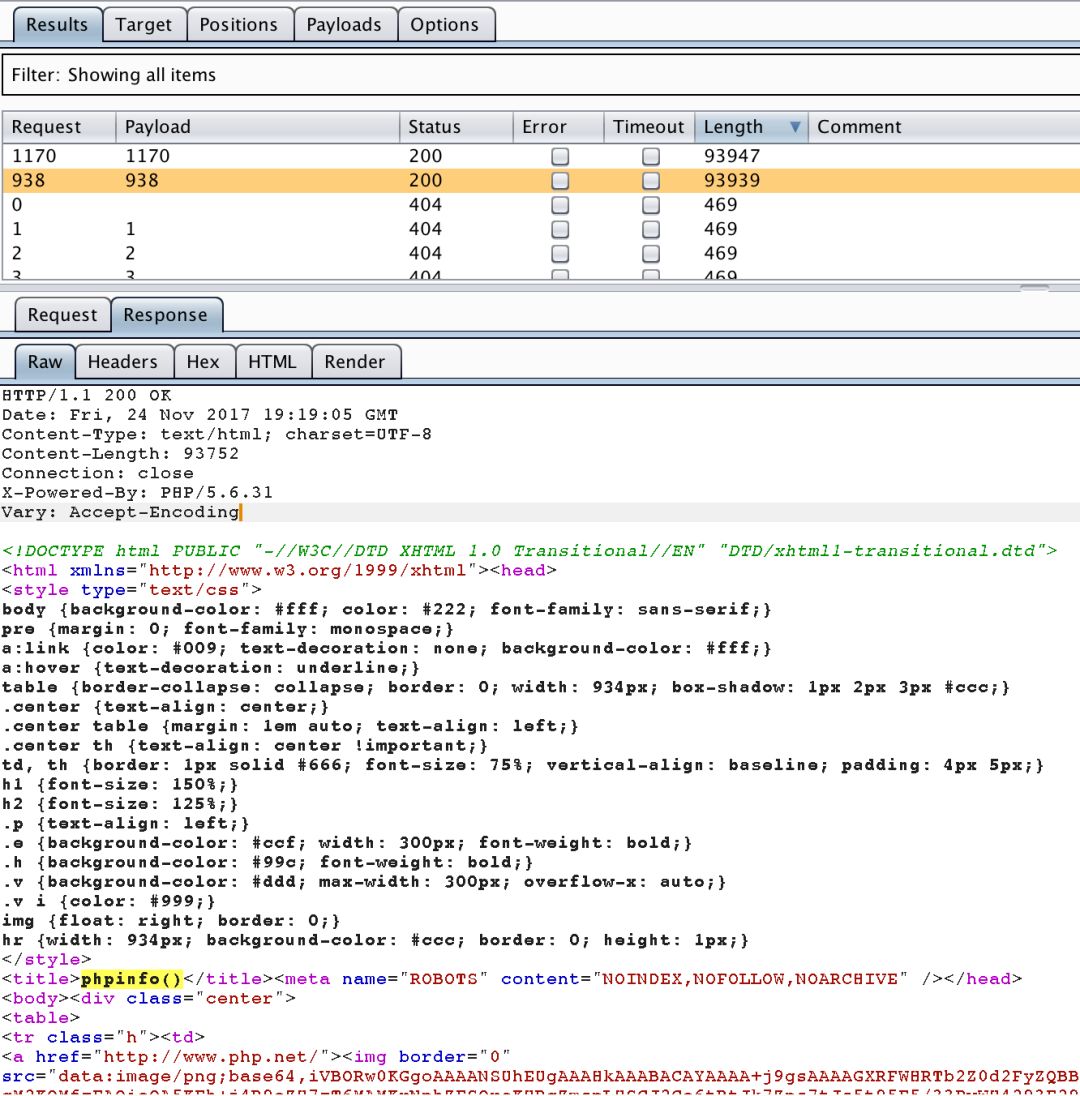 Results Target Positions Payloads Options
Filter: Showing all items
Request Payload Status Error Timeout Length Comment
1170 1170 200 93947
938 938 200 93939
0 404 469
1 1 404 469
2 2 404 469
3 3 404 469
Request Response
Raw Headers Hex HTML Render
HTTP/1.1 200 OK
Date: Fri, 24 Nov 2017 19:19:05 GMT
Content-Type: text/html; charset=UTF-8
Content-Length: 93752
Connection: close
X-Powered-By: PHP/5.6.31
Vary: Accept-Encoding
<!DOCTYPE html PUBLIC "-//W3C//DTD XHTML 1.0 Transitional//EN" "DTD/xhtml1-transitional.dtd">
<html xmlns="http://www.w3.org/1999/xhtml"><head>
<style type="text/css">
body {background-color: #fff; color: #222; font-family: sans-serif;}
pre {margin: 0; font-family: monospace;}
a:link {color: #009; text-decoration: none; background-color: #fff;}
a:hover {text-decoration: underline;}
table {border-collapse: collapse; border: 0; width: 934px; box-shadow: 1px 2px 3px #ccc;}
.center {text-align: center;}
.center table {margin: 1em auto; text-align: left;}
.center th {text-align: center !important;}
td, th {border: 1px solid #666; font-size: 75%; vertical-align: baseline; padding: 4px 5px;}
h1 {font-size: 150%;}
h2 {font-size: 125%;}
.p {text-align: left;}
.e {background-color: #ccf; width: 300px; font-weight: bold;}
.h {background-color: #99c; font-weight: bold;}
.v {background-color: #ddd; max-width: 300px; overflow-x: auto;}
.v i {color: #999;}
img {float: right; border: 0;}
hr {width: 934px; background-color: #ccc; border: 0; height: 1px;}
</style>
<title>phpinfo()</title><meta name="ROBOTS" content="NOINDEX,NOFOLLOW,NOARCHIVE" /></head>
<body><div class="center">
<table>
<tr class="h"><td>
<a href="http://www.php.net/"><img border="0"
src="data:image/png;base64,iVBORw0KGgoAAAANSUhEUgAAAHkAAABACAYAAAA+j9gsAAAAGXRFWHRTb2Z0d2FyZQBB